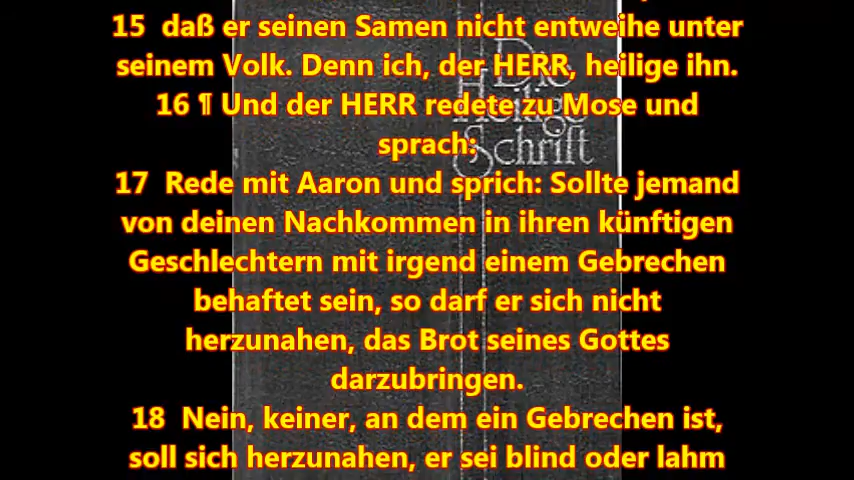 15 daß er seinen Samen nicht entweihe unter
seinem Volk. Denn ich, der HERR, heilige ihn.
16 ¶ Und der HERR redete zu Mose und
sprach:
17 Rede mit Aaron und sprich: Sollte jemand
von deinen Nachkommen in ihren künftigen
Geschlechtern mit irgend einem Gebrechen
behaftet sein, so darf er sich nicht
herzunahen, das Brot seines Gottes
darzubringen.
18 Nein, keiner, an dem ein Gebrechen ist,
soll sich herzunahen, er sei blind oder lahm
Die
Heilige
Schrift